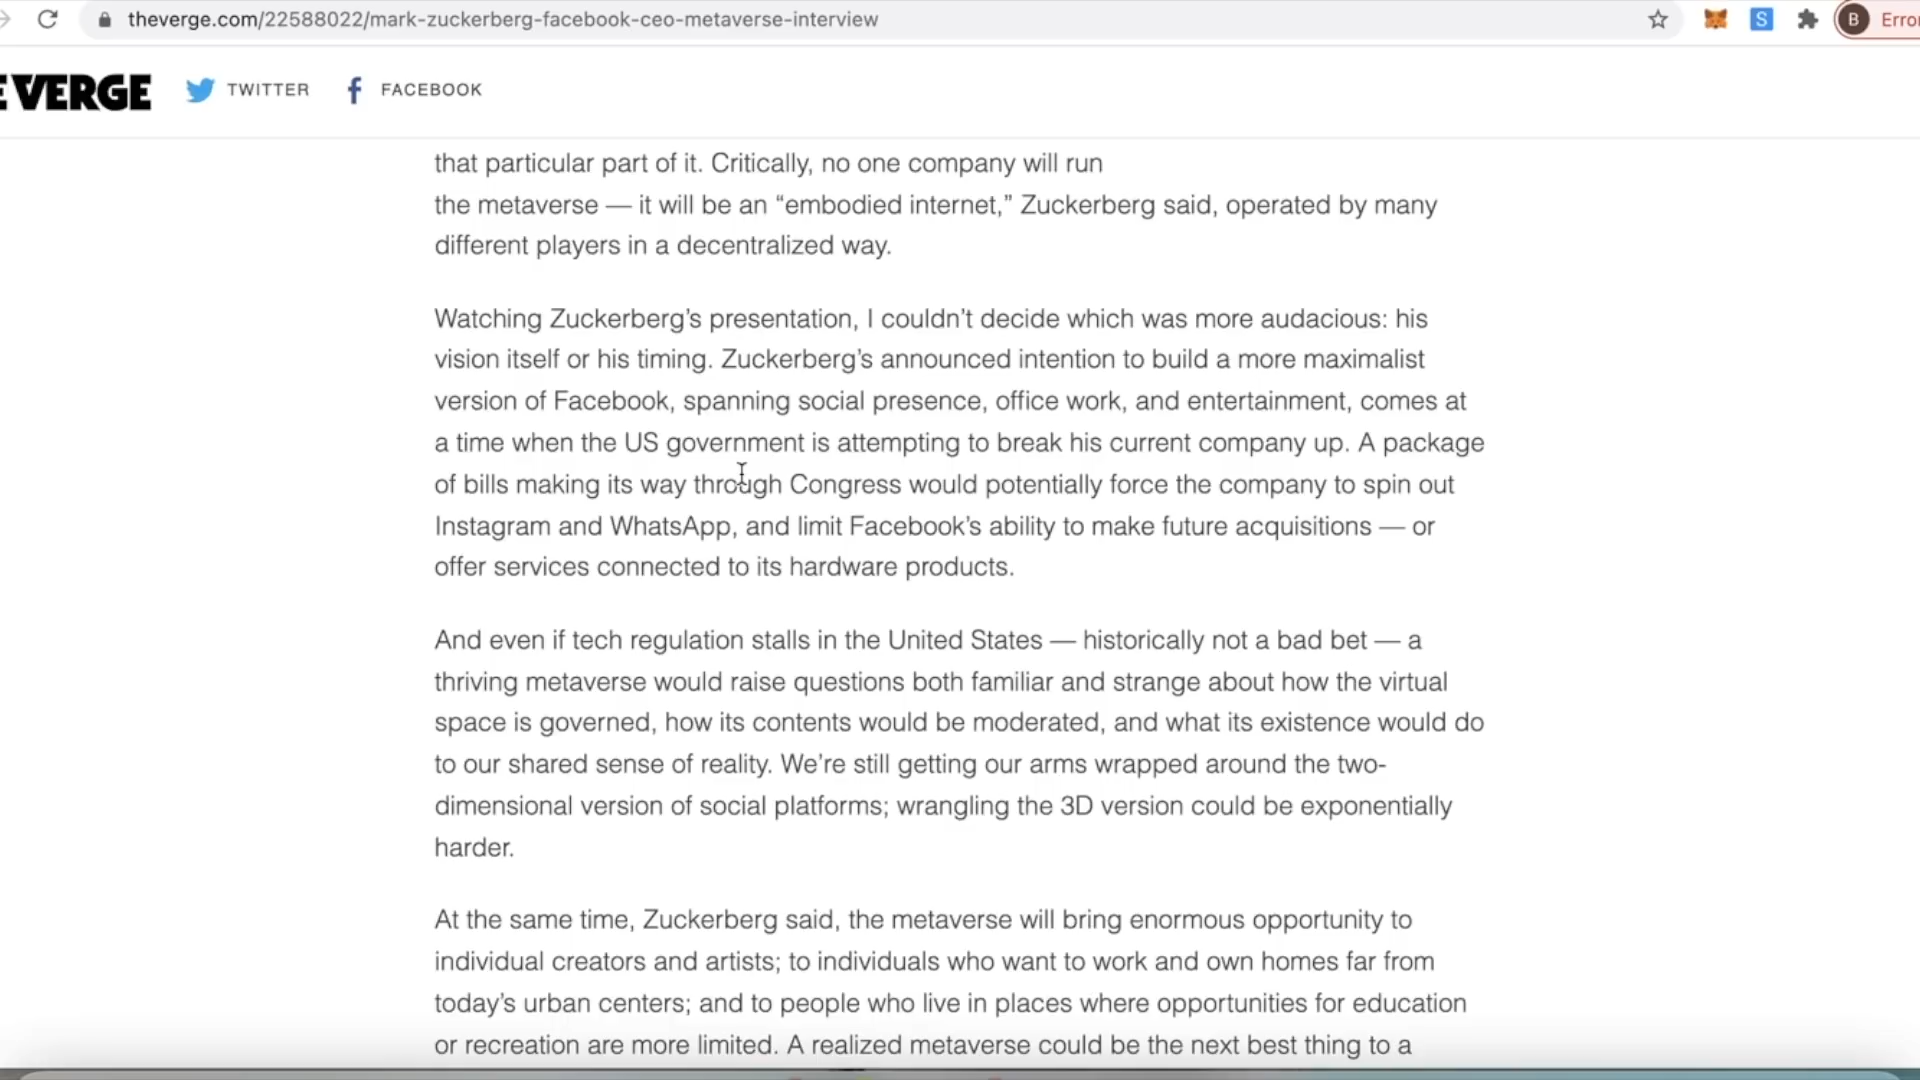 theverge.com/22588022/mark-zuckerberg-facebook-ceo-metaverse-interview
S
B
Error
E VERGE
TWITTER
f FACEBOOK
that particular part of it. Critically, no one company will run
the metaverse — it will be an “embodied internet,” Zuckerberg said, operated by many
different players in a decentralized way.
Watching Zuckerberg’s presentation, I couldn’t decide which was more audacious: his
vision itself or his timing. Zuckerberg’s announced intention to build a more maximalist
version of Facebook, spanning social presence, office work, and entertainment, comes at
a time when the US government is attempting to break his current company up. A package
of bills making its way through Congress would potentially force the company to spin out
Instagram and WhatsApp, and limit Facebook’s ability to make future acquisitions — or
offer services connected to its hardware products.
And even if tech regulation stalls in the United States — historically not a bad bet — a
thriving metaverse would raise questions both familiar and strange about how the virtual
space is governed, how its contents would be moderated, and what its existence would do
to our shared sense of reality. We’re still getting our arms wrapped around the two-
dimensional version of social platforms; wrangling the 3D version could be exponentially
harder.
At the same time, Zuckerberg said, the metaverse will bring enormous opportunity to
individual creators and artists; to individuals who want to work and own homes far from
today’s urban centers; and to people who live in places where opportunities for education
or recreation are more limited. A realized metaverse could be the next best thing to a